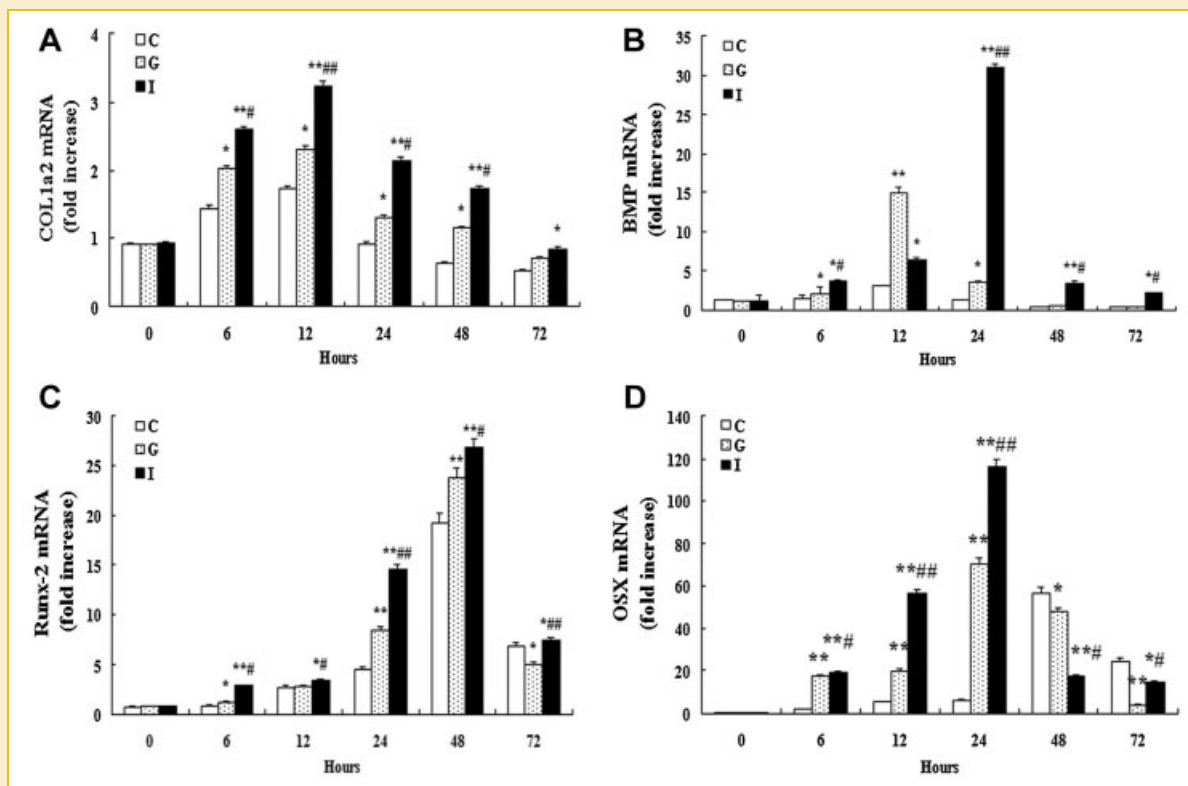 A
C
G
I
COL1a2 mRNA
(fold increase)
4
3
2
1
0
*
**#
*
**##
*
**#
*
**#
*
0 6 12 24 48 72
Hours
B
C
G
I
BMP mRNA
(fold increase)
35
30
25
20
15
10
5
0
*
*#
**
*
*
**##
**#
*#
0 6 12 24 48 72
Hours
C
C
G
I
Runx-2 mRNA
(fold increase)
30
25
20
15
10
5
0
*
**#
*#
**
**##
**
**#
*
*##
0 6 12 24 48 72
Hours
D
C
G
I
OSX mRNA
(fold increase)
140
120
100
80
60
40
20
0
**
**#
**
**##
**
**##
*
**#
**
*#
0 6 12 24 48 72
Hours